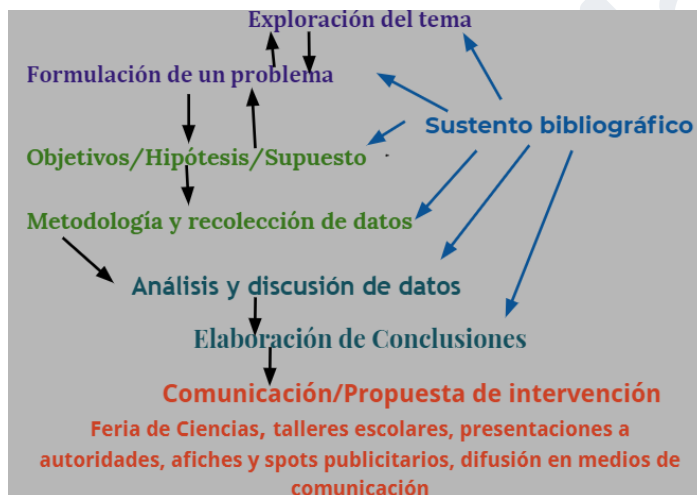 Exploración del tema
Formulación de un problema
Sustento bibliográfico
Objetivos/Hipótesis/Supuesto
Metodología y recolección de datos
Análisis y discusión de datos
Elaboración de Conclusiones
Comunicación/Propuesta de intervención
Feria de Ciencias, talleres escolares, presentaciones a
autoridades, afiches y spots publicitarios, difusión en medios de
comunicación